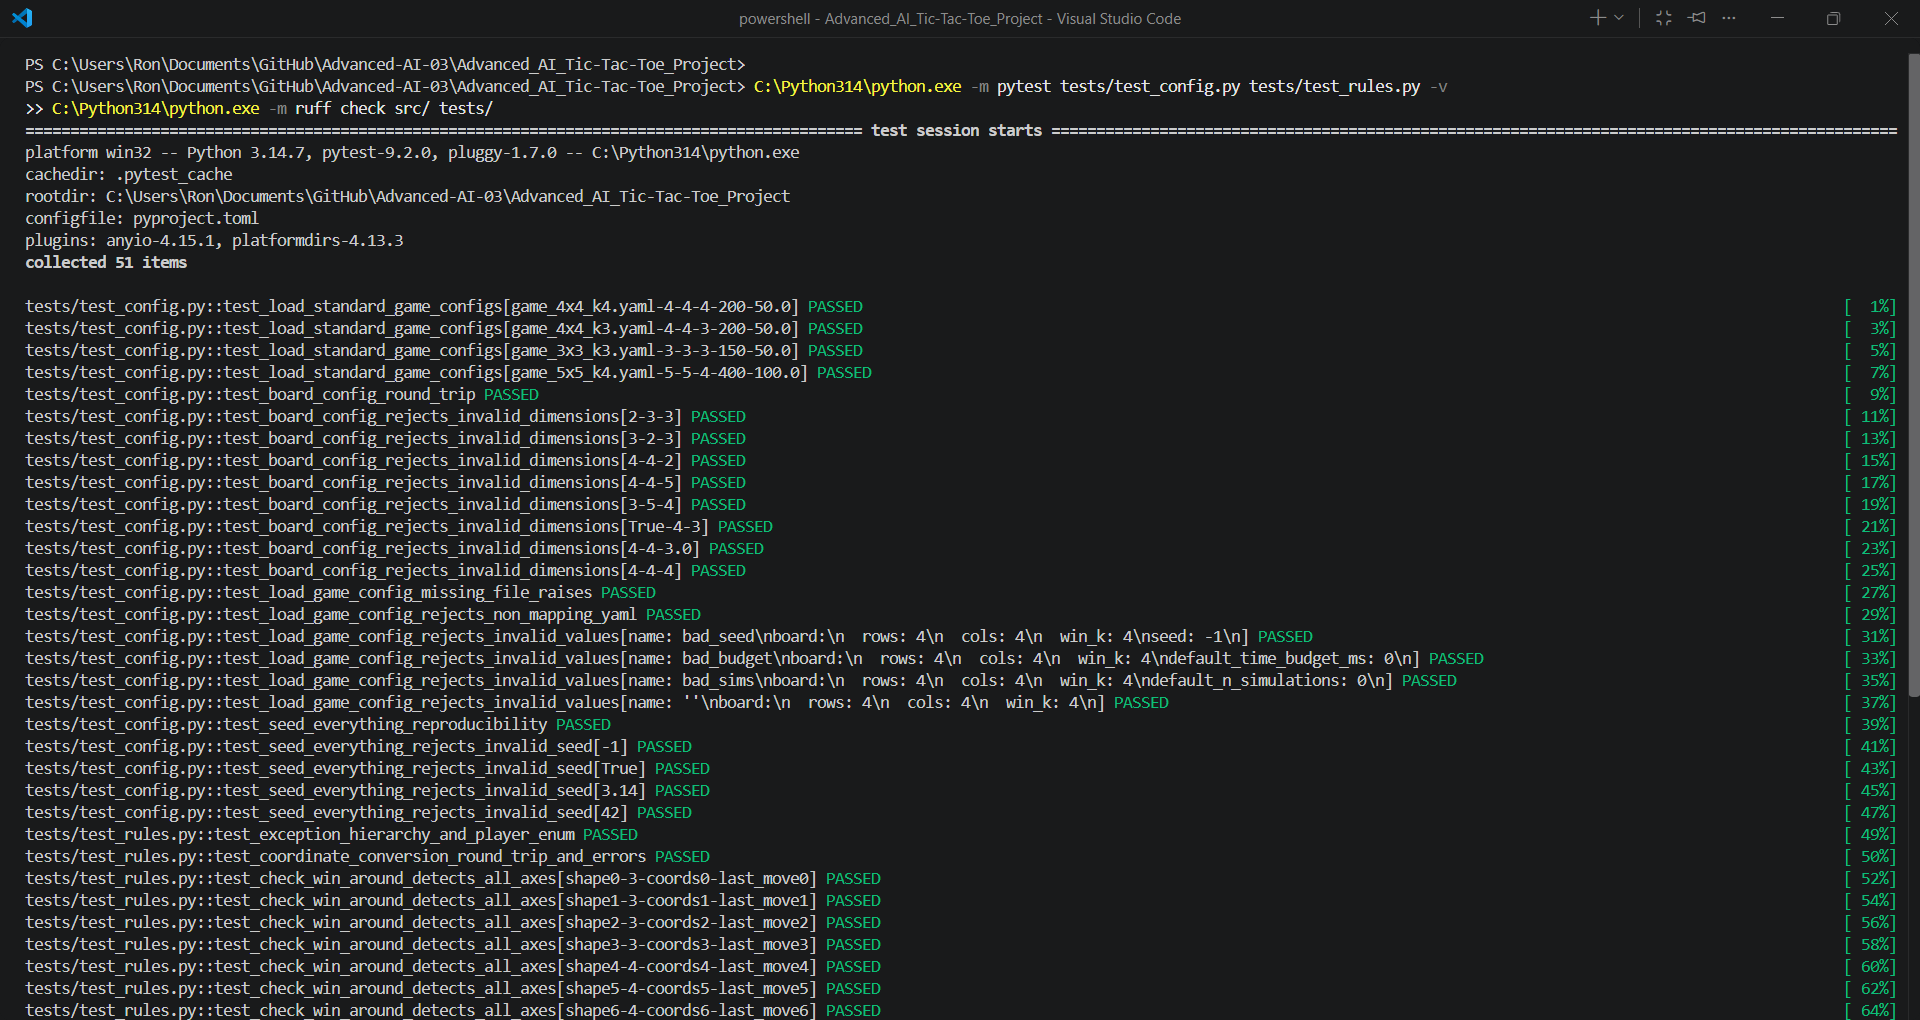 powershell - Advanced_AI_Tic-Tac-Toe_Project - Visual Studio Code
PS C:\Users\Ron\Documents\GitHub\Advanced-AI-03\Advanced_AI_Tic-Tac-Toe_Project>
PS C:\Users\Ron\Documents\GitHub\Advanced-AI-03\Advanced_AI_Tic-Tac-Toe_Project> C:\Python314\python.exe -m pytest tests/test_config.py tests/test_rules.py -v
>> C:\Python314\python.exe -m ruff check src/ tests/
============================================================================================= test session starts ==============================================================================================
platform win32 -- Python 3.14.7, pytest-9.2.0, pluggy-1.7.0 -- C:\Python314\python.exe
cachedir: .pytest_cache
rootdir: C:\Users\Ron\Documents\GitHub\Advanced-AI-03\Advanced_AI_Tic-Tac-Toe_Project
configfile: pyproject.toml
plugins: anyio-4.15.1, platformdirs-4.13.3
collected 51 items
tests/test_config.py::test_load_standard_game_configs[game_4x4_k4.yaml-4-4-4-200-50.0] PASSED [  1%]
tests/test_config.py::test_load_standard_game_configs[game_4x4_k3.yaml-4-4-3-200-50.0] PASSED [  3%]
tests/test_config.py::test_load_standard_game_configs[game_3x3_k3.yaml-3-3-3-150-50.0] PASSED [  5%]
tests/test_config.py::test_load_standard_game_configs[game_5x5_k4.yaml-5-5-4-400-100.0] PASSED [  7%]
tests/test_config.py::test_board_config_round_trip PASSED [  9%]
tests/test_config.py::test_board_config_rejects_invalid_dimensions[2-3-3] PASSED [ 11%]
tests/test_config.py::test_board_config_rejects_invalid_dimensions[3-2-3] PASSED [ 13%]
tests/test_config.py::test_board_config_rejects_invalid_dimensions[4-4-2] PASSED [ 15%]
tests/test_config.py::test_board_config_rejects_invalid_dimensions[4-4-5] PASSED [ 17%]
tests/test_config.py::test_board_config_rejects_invalid_dimensions[3-5-4] PASSED [ 19%]
tests/test_config.py::test_board_config_rejects_invalid_dimensions[True-4-3] PASSED [ 21%]
tests/test_config.py::test_board_config_rejects_invalid_dimensions[4-4-3.0] PASSED [ 23%]
tests/test_config.py::test_board_config_rejects_invalid_dimensions[4-4-4] PASSED [ 25%]
tests/test_config.py::test_load_game_config_missing_file_raises PASSED [ 27%]
tests/test_config.py::test_load_game_config_rejects_non_mapping_yaml PASSED [ 29%]
tests/test_config.py::test_load_game_config_rejects_invalid_values[name: bad_seed\nboard:\n  rows: 4\n  cols: 4\n  win_k: 4\nseed: -1\n] PASSED [ 31%]
tests/test_config.py::test_load_game_config_rejects_invalid_values[name: bad_budget\nboard:\n  rows: 4\n  cols: 4\n  win_k: 4\ndefault_time_budget_ms: 0\n] PASSED [ 33%]
tests/test_config.py::test_load_game_config_rejects_invalid_values[name: bad_sims\nboard:\n  rows: 4\n  cols: 4\n  win_k: 4\ndefault_n_simulations: 0\n] PASSED [ 35%]
tests/test_config.py::test_load_game_config_rejects_invalid_values[name: ''\nboard:\n  rows: 4\n  cols: 4\n  win_k: 4\n] PASSED [ 37%]
tests/test_config.py::test_seed_everything_reproducibility PASSED [ 39%]
tests/test_config.py::test_seed_everything_rejects_invalid_seed[-1] PASSED [ 41%]
tests/test_config.py::test_seed_everything_rejects_invalid_seed[True] PASSED [ 43%]
tests/test_config.py::test_seed_everything_rejects_invalid_seed[3.14] PASSED [ 45%]
tests/test_config.py::test_seed_everything_rejects_invalid_seed[42] PASSED [ 47%]
tests/test_rules.py::test_exception_hierarchy_and_player_enum PASSED [ 49%]
tests/test_rules.py::test_coordinate_conversion_round_trip_and_errors PASSED [ 50%]
tests/test_rules.py::test_check_win_around_detects_all_axes[shape0-3-coords0-last_move0] PASSED [ 52%]
tests/test_rules.py::test_check_win_around_detects_all_axes[shape1-3-coords1-last_move1] PASSED [ 54%]
tests/test_rules.py::test_check_win_around_detects_all_axes[shape2-3-coords2-last_move2] PASSED [ 56%]
tests/test_rules.py::test_check_win_around_detects_all_axes[shape3-3-coords3-last_move3] PASSED [ 58%]
tests/test_rules.py::test_check_win_around_detects_all_axes[shape4-4-coords4-last_move4] PASSED [ 60%]
tests/test_rules.py::test_check_win_around_detects_all_axes[shape5-4-coords5-last_move5] PASSED [ 62%]
tests/test_rules.py::test_check_win_around_detects_all_axes[shape6-4-coords6-last_move6] PASSED [ 64%]